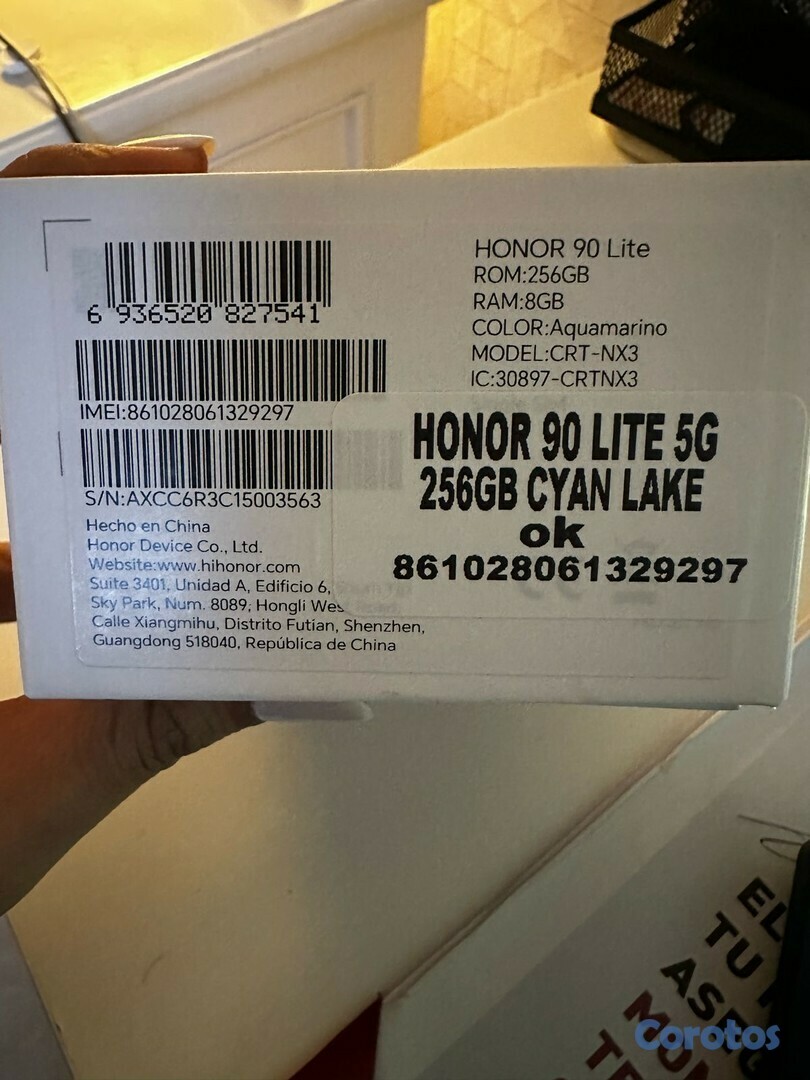 6 936520 827541
IMEI:861028061329297
S/N:AXCC6R3C15003563
Hecho en China
Honor Device Co., Ltd.
Website:www.hihonor.com
Suite 3401, Unidad A, Edificio 6,
Sky Park, Num. 8089, Hongli
Calle Xiangmihu, Distrito Futian, Shenzhen,
Guangdong 518040, República de China
HONOR 90 Lite
ROM:256GB
RAM:8GB
COLOR:Aquamarino
MODEL:CRT-NX3
IC:30897-CRTNX3
HONOR 90 LITE 5G
256GB CYAN LAKE
ok
861028061329297
EL
TU
Corotos